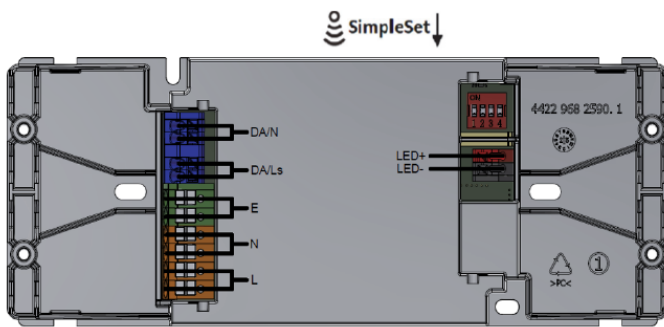 SimpleSet
DA/N
DA/Ls
E
N
L
ON
1 2 3 4
LED+
LED-
4422 968 2590. 1
>PC<
1